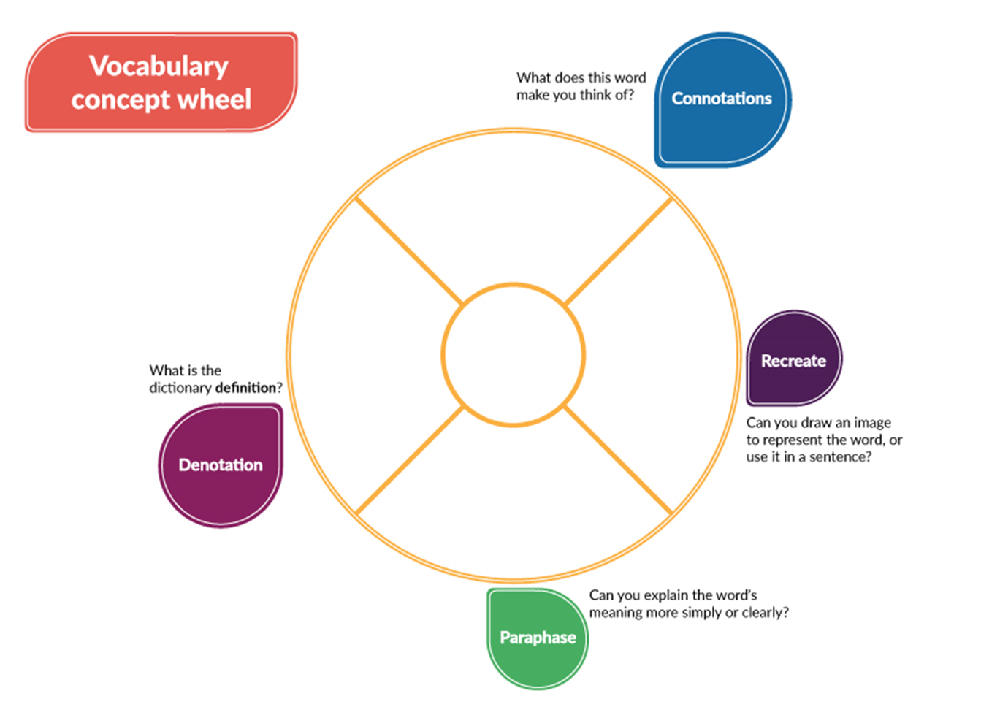 Vocabulary
concept wheel
What does this word
make you think of?
Connotations
Recreate
Can you draw an image
to represent the word, or
use it in a sentence?
What is the
dictionary definition?
Denotation
Paraphase
Can you explain the word's
meaning more simply or clearly?